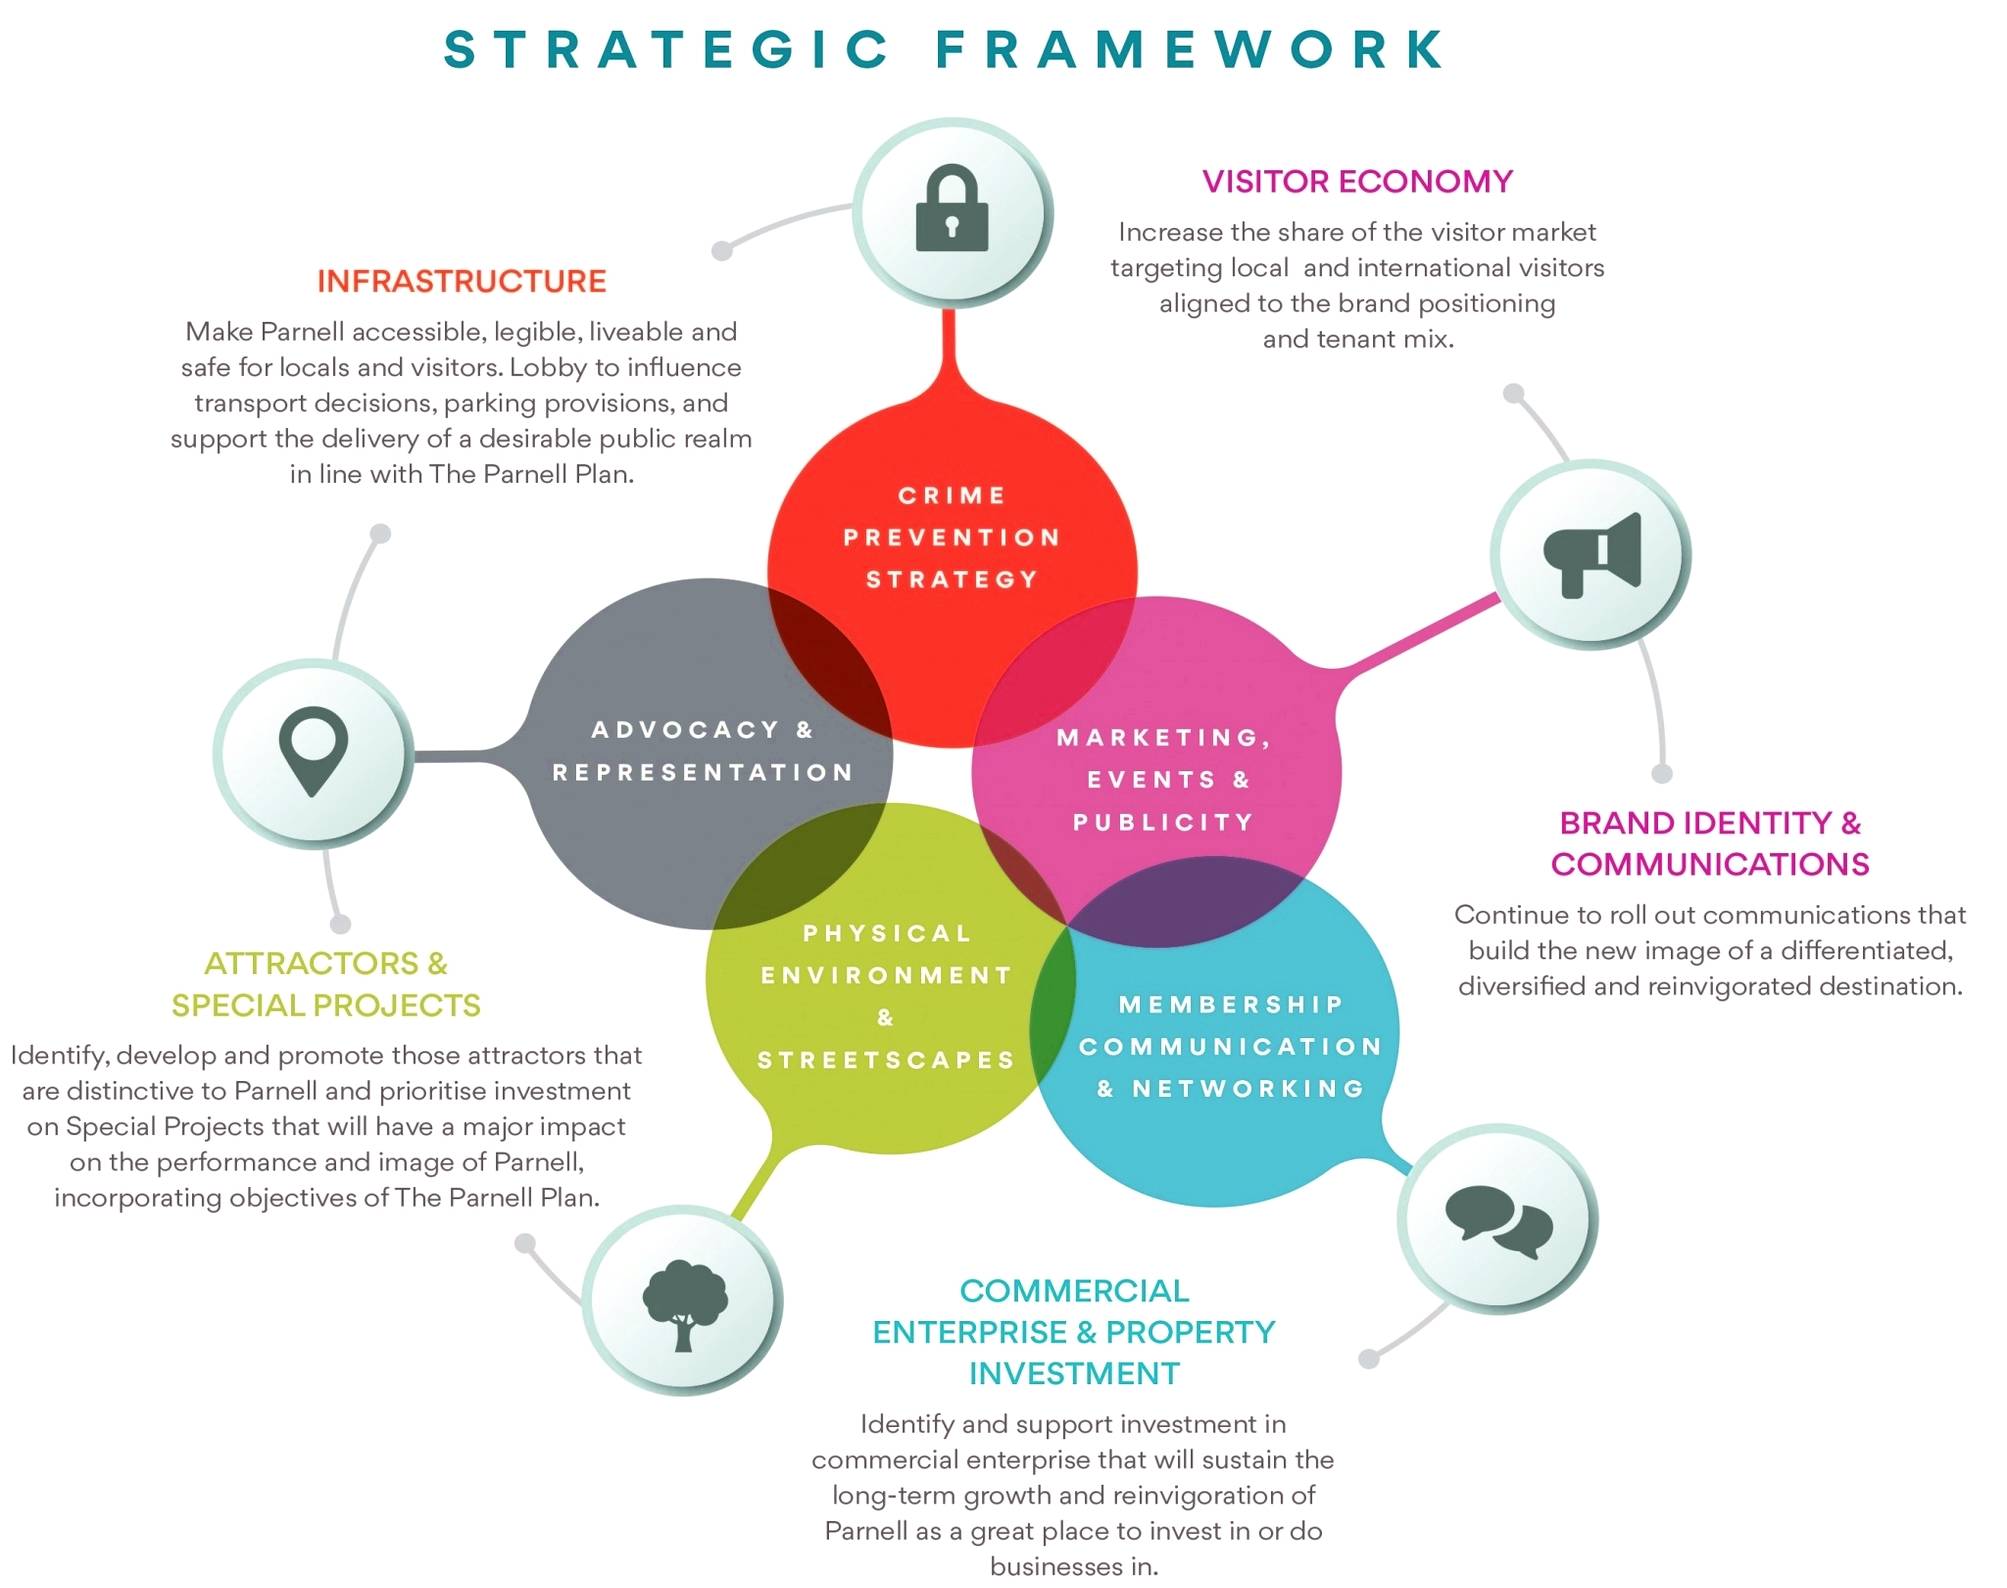 STRATEGIC FRAMEWORK
VISITOR ECONOMY
Increase the share of the visitor market
targeting local and international visitors
aligned to the brand positioning
and tenant mix.
INFRASTRUCTURE
Make Parnell accessible, legible, liveable and
safe for locals and visitors. Lobby to influence
transport decisions, parking provisions, and
support the delivery of a desirable public realm
in line with The Parnell Plan.
CRIME
PREVENTION
STRATEGY
ADVOCACY &
REPRESENTATION
MARKETING,
EVENTS &
PUBLICITY
BRAND IDENTITY &
COMMUNICATIONS
Continue to roll out communications that
build the new image of a differentiated,
diversified and reinvigorated destination.
PHYSICAL
ENVIRONMENT
&
STREETSCAPES
MEMBERSHIP
COMMUNICATION
& NETWORKING
ATTRACTORS &
SPECIAL PROJECTS
Identify, develop and promote those attractors that
are distinctive to Parnell and prioritise investment
on Special Projects that will have a major impact
on the performance and image of Parnell,
incorporating objectives of The Parnell Plan.
COMMERCIAL
ENTERPRISE & PROPERTY
INVESTMENT
Identify and support investment in
commercial enterprise that will sustain the
long-term growth and reinvigoration of
Parnell as a great place to invest in or do
businesses in.